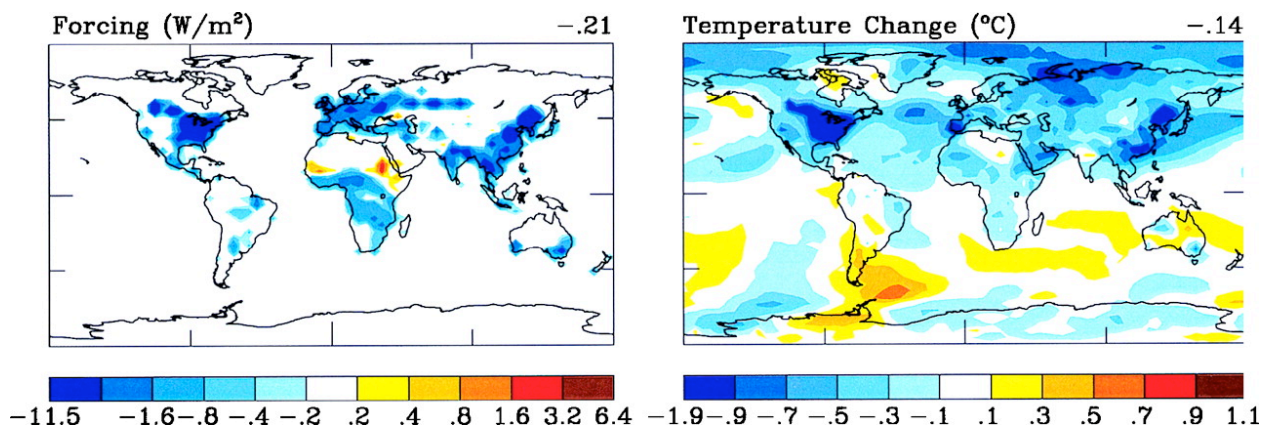 Forcing (W/m²) -.21
Temperature Change (ºC) -.14
-11.5 -1.6 -.8 -.4 -.2 .2 .4 .8 1.6 3.2 6.4
-1.9 -.9 -.7 -.5 -.3 -.1 .1 .3 .5 .7 .9 1.1